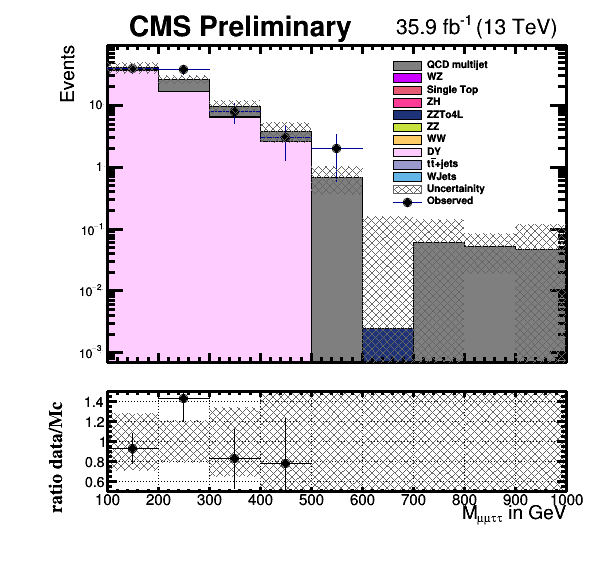 CMS Preliminary
35.9 fb⁻¹ (13 TeV)
Events
10
1
10⁻¹
10⁻²
10⁻³
QCD multijet
WZ
Single Top
ZH
ZZTo4L
ZZ
WW
DY
tt̄+jets
WJets
Uncertainity
Observed
ratio data/Mc
1.4
1.2
1
0.8
0.6
100 200 300 400 500 600 700 800 900 1000
M_μμττ in GeV